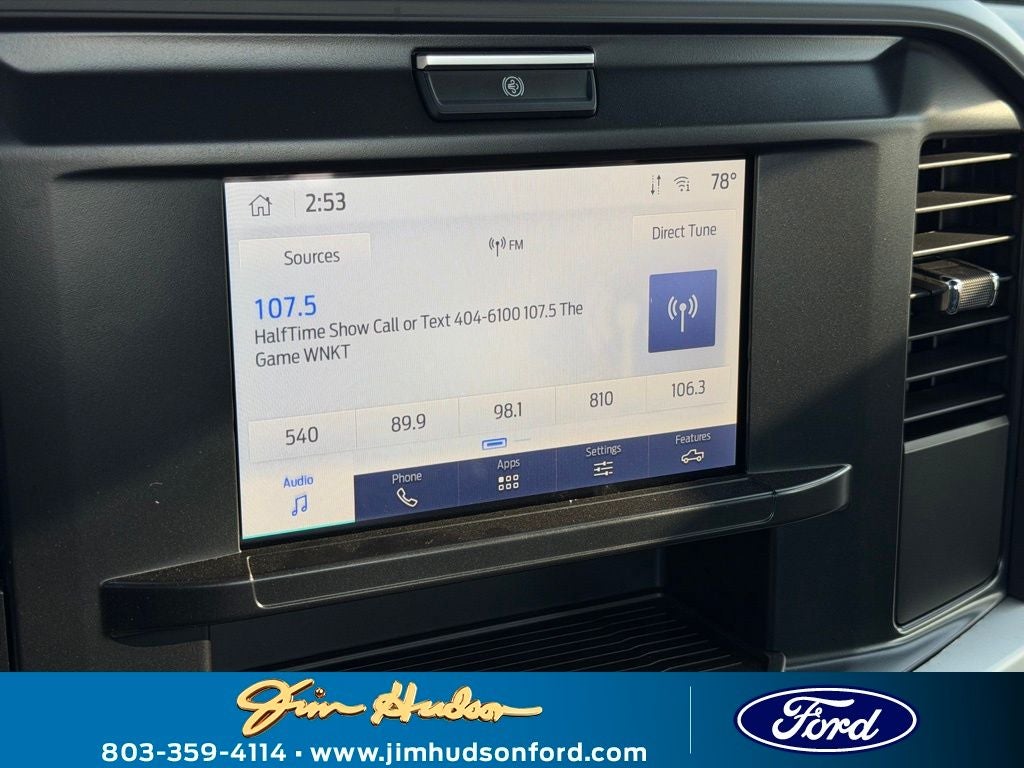 2:53
78°
Sources
FM
Direct Tune
107.5
HalfTime Show Call or Text 404-6100 107.5 The
Game WNKT
540
89.9
98.1
810
106.3
Audio
Phone
Apps
Settings
Features
Jim Hudson
803-359-4114 • www.jimhudsonford.com
Ford